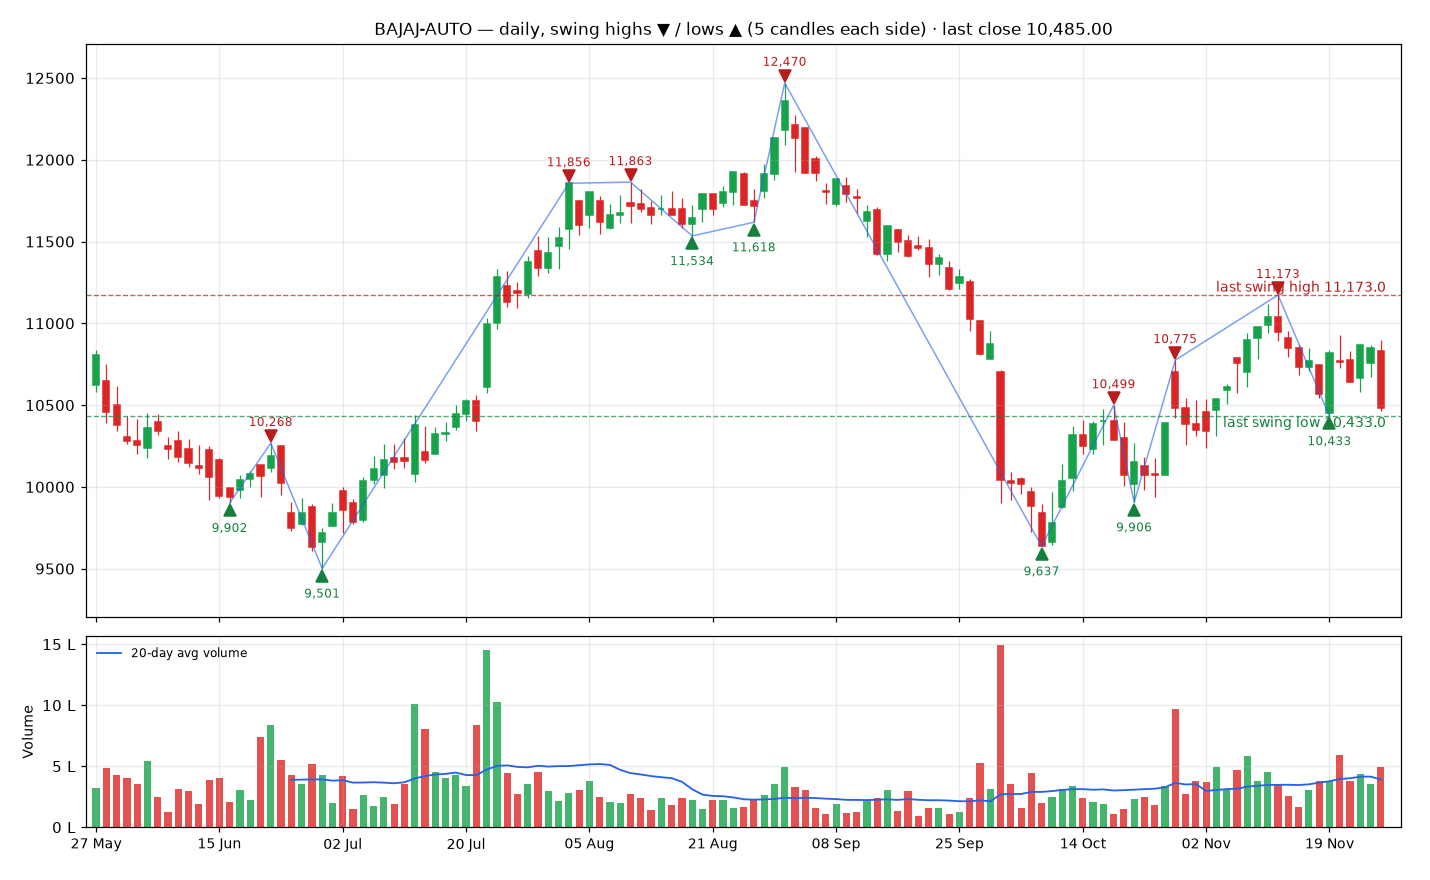 BAJAJ-AUTO — daily, swing highs ▼ / lows ▲ (5 candles each side) · last close 10,485.00
12500
12000
11500
11000
10500
10000
9500
12,470
11,856
11,863
11,534
11,618
11,173
last swing high 11,173.0
10,775
10,499
10,268
last swing low 10,433.0
10,433
9,902
9,906
9,501
9,637
15 L
10 L
5 L
0 L
Volume
20-day avg volume
27 May
15 Jun
02 Jul
20 Jul
05 Aug
21 Aug
08 Sep
25 Sep
14 Oct
02 Nov
19 Nov